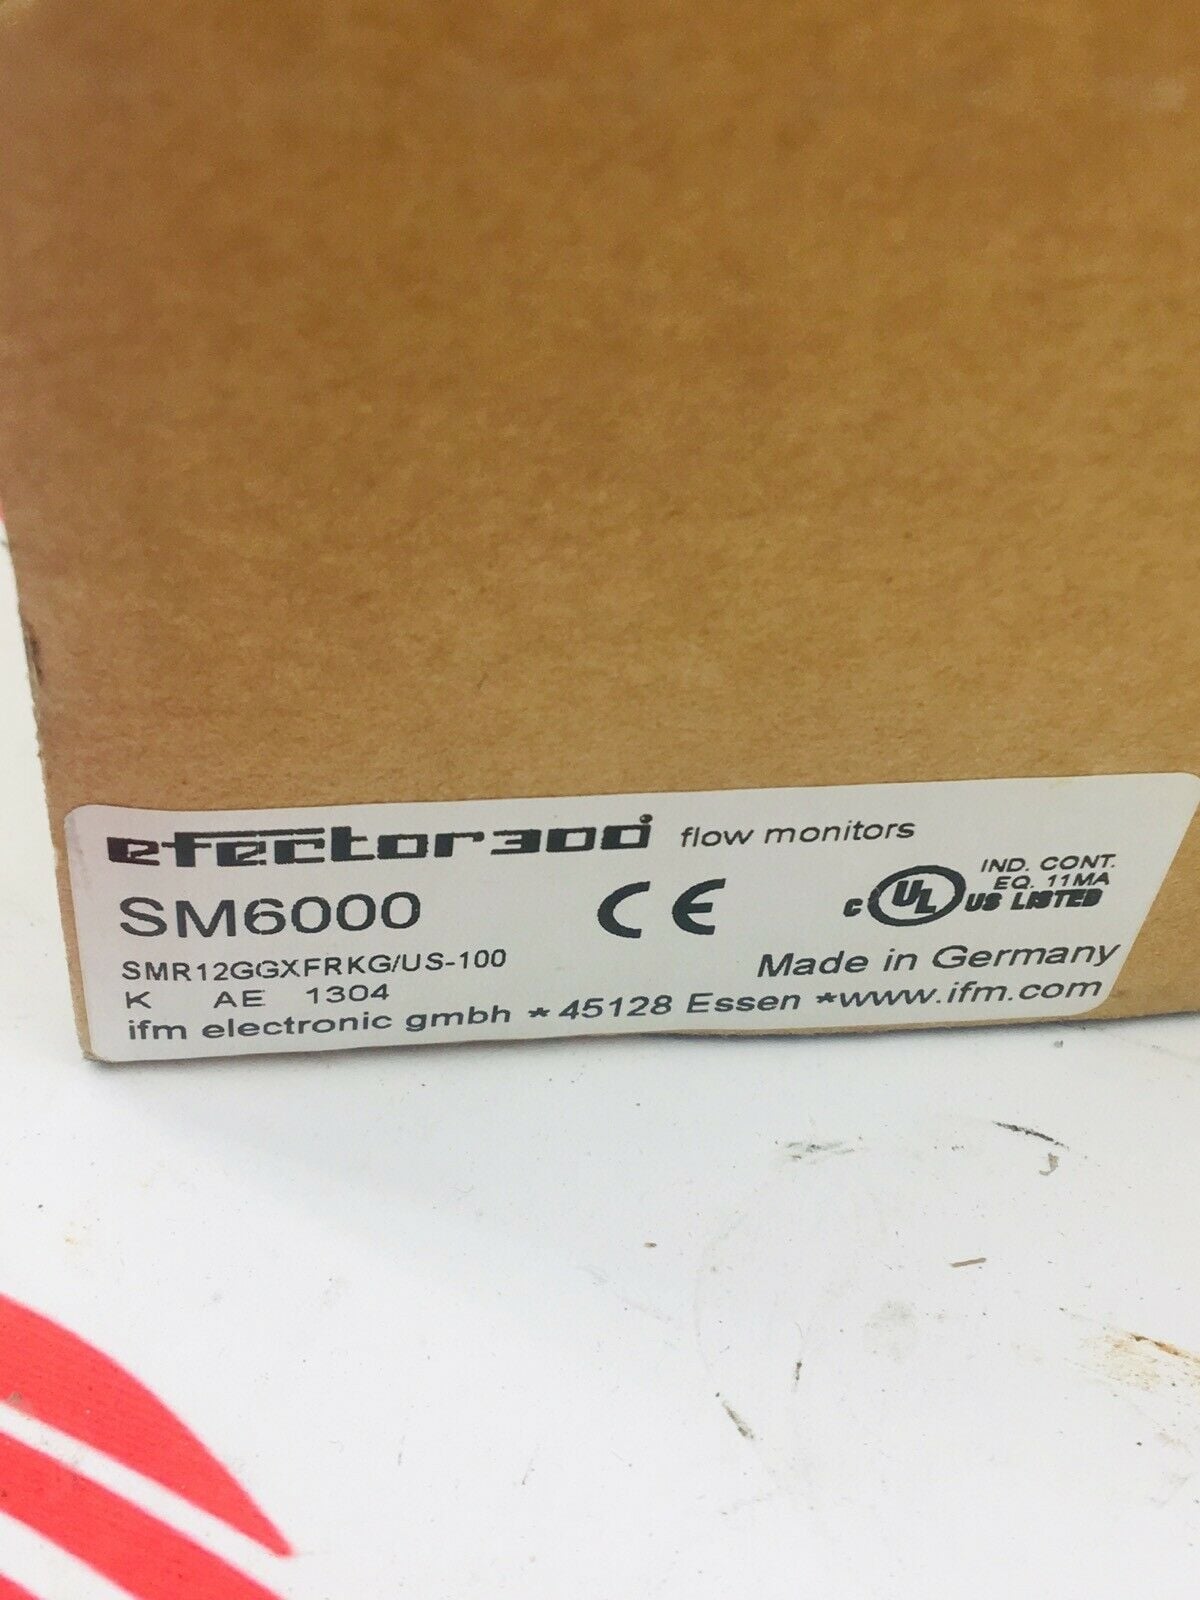 efector300 flow monitors
SM6000
CE
C UL US LISTED
IND. CONT.
EQ. 11MA
SMR12GGXFRKG/US-100
Made in Germany
K AE 1304
ifm electronic gmbh * 45128 Essen *www.ifm.com